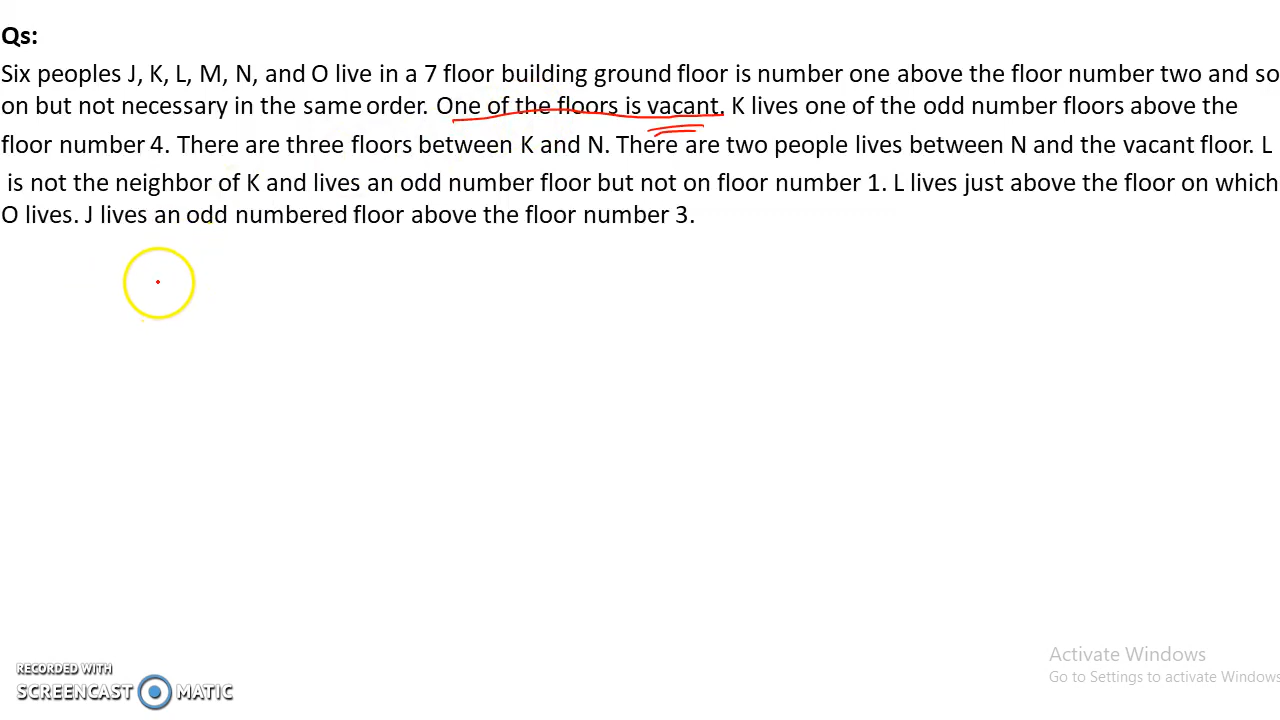 Qs:
Six peoples J, K, L, M, N, and O live in a 7 floor building ground floor is number one above the floor number two and so
on but not necessary in the same order. One of the floors is vacant. K lives one of the odd number floors above the
floor number 4. There are three floors between K and N. There are two people lives between N and the vacant floor. L
is not the neighbor of K and lives an odd number floor but not on floor number 1. L lives just above the floor on which
O lives. J lives an odd numbered floor above the floor number 3.
Activate Windows
Go to Settings to activate Windows
RECORDED WITH
SCREENCAST MATIC